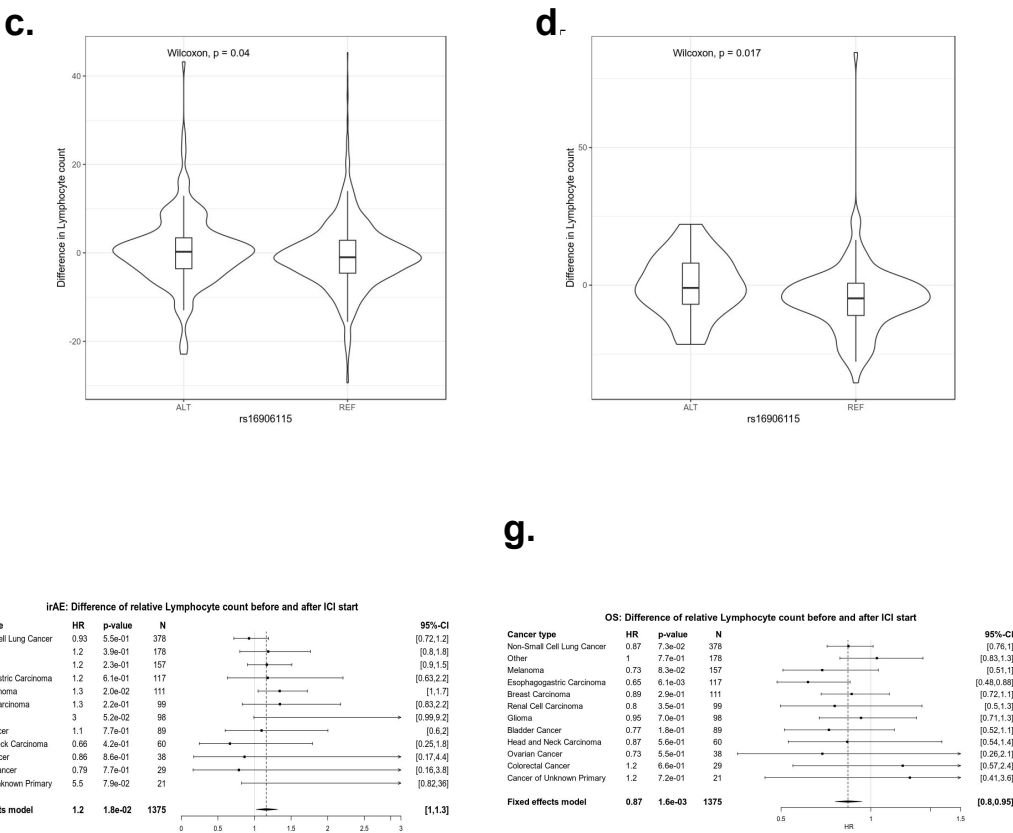 c.
d.
Wilcoxon, p = 0.04
40
20
0
-20
Difference in Lymphocyte count
ALT REF
rs16906115
Wilcoxon, p = 0.017
50
0
Difference in Lymphocyte count
ALT REF
rs16906115
g.
irAE: Difference of relative Lymphocyte count before and after ICI start
HR p-value N 95%-CI
ell Lung Cancer 0.93 5.5e-01 378 [0.72,1.2]
1.2 3.9e-01 178 [0.8,1.8]
1.2 2.3e-01 157 [0.9,1.5]
stric Carcinoma 1.2 6.1e-01 117 [0.63,2.2]
noma 1.3 2.0e-02 111 [1,1.7]
arcinoma 1.3 2.2e-01 99 [0.83,2.2]
3 5.2e-02 98 [0.99,9.2]
cer 1.1 7.7e-01 89 [0.6,2]
ck Carcinoma 0.66 4.2e-01 60 [0.25,1.8]
cer 0.86 8.6e-01 38 [0.17,4.4]
ancer 0.79 7.7e-01 29 [0.16,3.8]
nknown Primary 5.5 7.9e-02 21 [0.82,36]
ts model 1.2 1.8e-02 1375 [1,1.3]
0 0.5 1 1.5 2 2.5 3
OS: Difference of relative Lymphocyte count before and after ICI start
Cancer type HR p-value N 95%-CI
Non-Small Cell Lung Cancer 0.87 7.3e-02 378 [0.76,1]
Other 1 7.7e-01 178 [0.83,1.3]
Melanoma 0.73 8.3e-02 157 [0.51,1]
Esophagogastric Carcinoma 0.65 6.1e-03 117 [0.48,0.88]
Breast Carcinoma 0.89 2.9e-01 111 [0.72,1.1]
Renal Cell Carcinoma 0.8 3.5e-01 99 [0.5,1.3]
Glioma 0.95 7.0e-01 98 [0.71,1.3]
Bladder Cancer 0.77 1.8e-01 89 [0.52,1.1]
Head and Neck Carcinoma 0.87 5.6e-01 60 [0.54,1.4]
Ovarian Cancer 0.73 5.5e-01 38 [0.26,2.1]
Colorectal Cancer 1.2 6.6e-01 29 [0.57,2.4]
Cancer of Unknown Primary 1.2 7.2e-01 21 [0.41,3.6]
Fixed effects model 0.87 1.6e-03 1375 [0.8,0.95]
0.5 1 1.5
HR